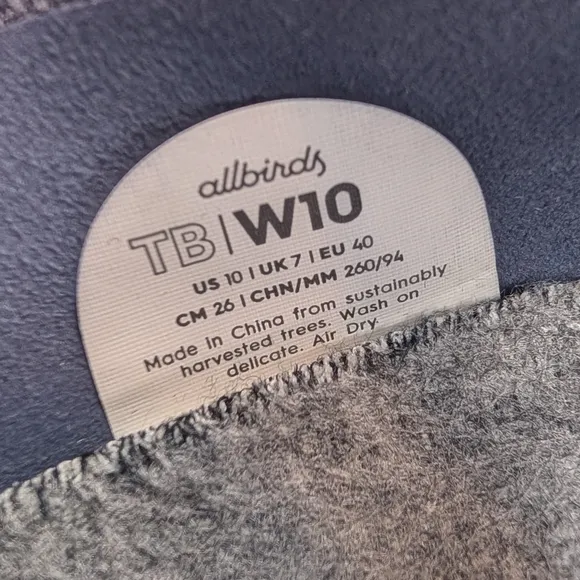 allbirds
TB|W10
US 10 | UK 7 | EU 40
CM 26 | CHN/MM 260/94
Made in China from sustainably
harvested trees. Wash on
delicate. Air Dry